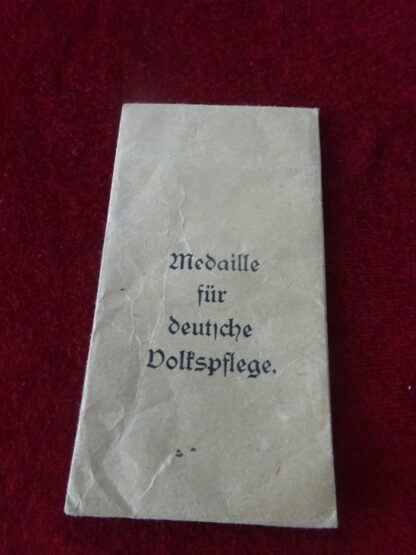 Medaille
für
deutsche
Volkspflege.